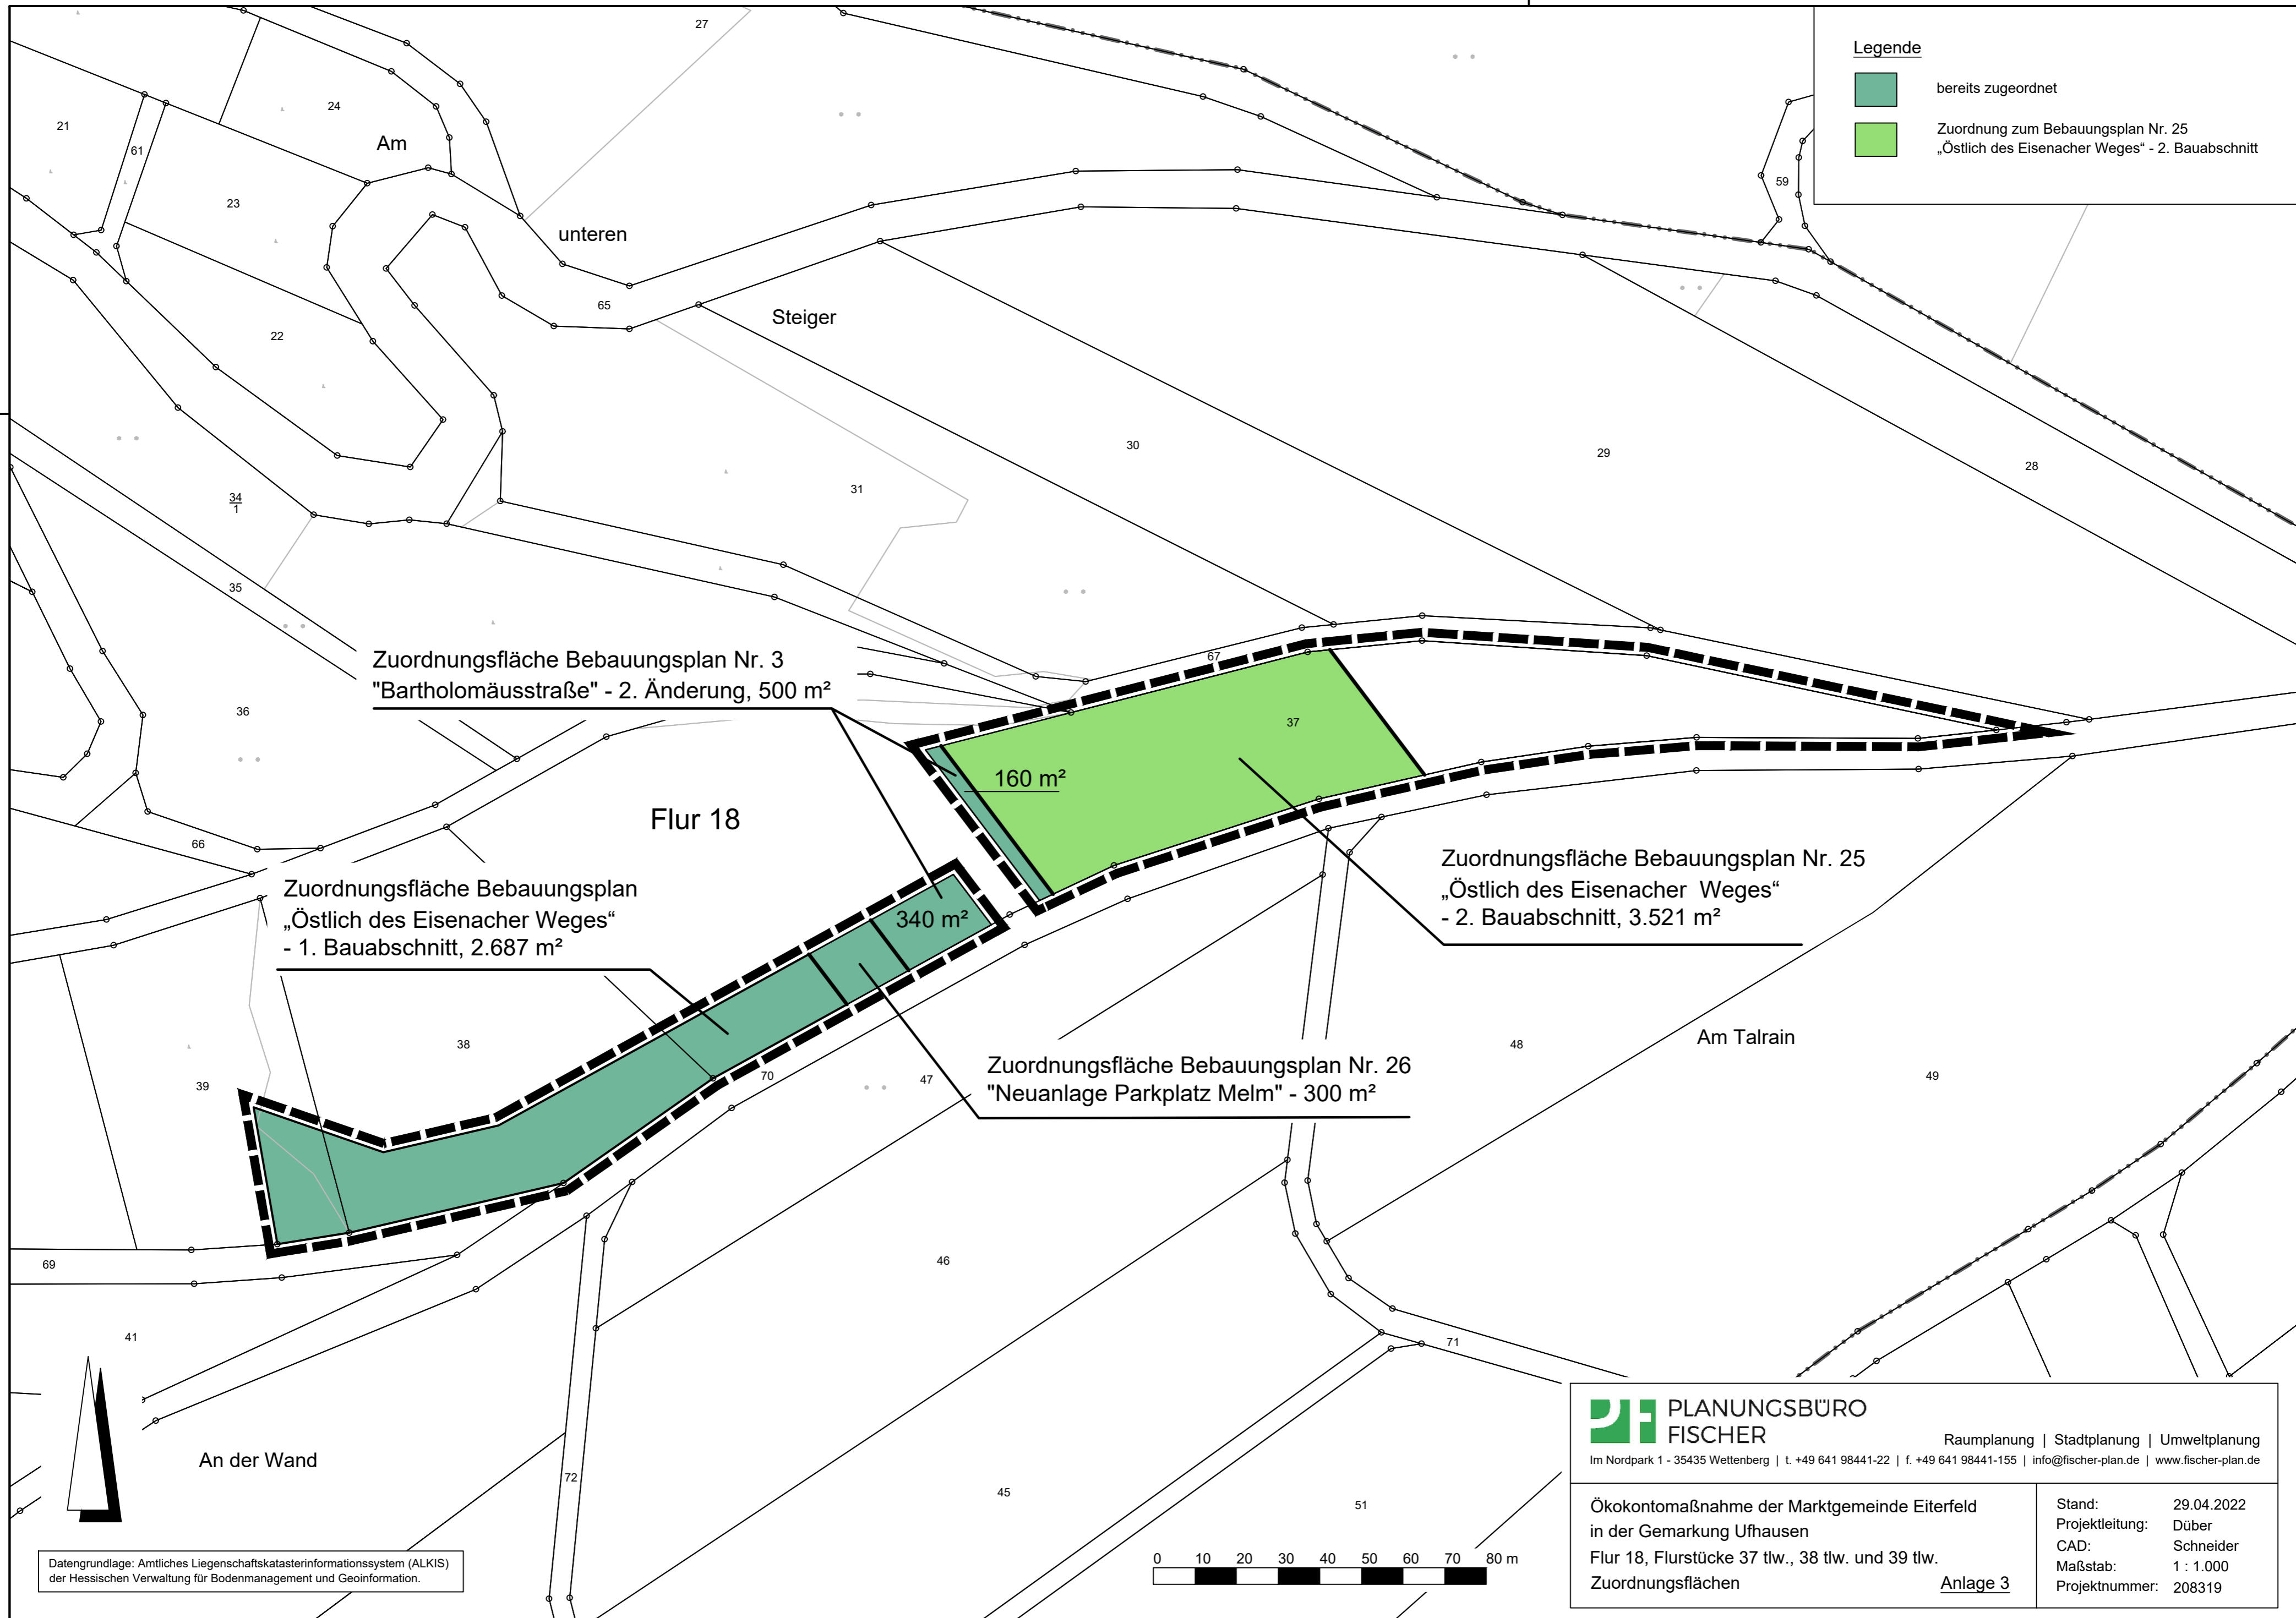 27
Legende
bereits zugeordnet
Zuordnung zum Bebauungsplan Nr. 25
„Östlich des Eisenacher Weges“ - 2. Bauabschnitt
24
21
Am
61
59
23
unteren
65
Steiger
22
30
29
28
31
34
1
35
Zuordnungsfläche Bebauungsplan Nr. 3
"Bartholomäusstraße" - 2. Änderung, 500 m²
67
36
37
160 m²
Flur 18
66
Zuordnungsfläche Bebauungsplan Nr. 25
„Östlich des Eisenacher Weges“
- 2. Bauabschnitt, 3.521 m²
Zuordnungsfläche Bebauungsplan
„Östlich des Eisenacher Weges“
- 1. Bauabschnitt, 2.687 m²
340 m²
Am Talrain
38
48
Zuordnungsfläche Bebauungsplan Nr. 26
"Neuanlage Parkplatz Melm" - 300 m²
70
47
49
39
69
46
41
71
An der Wand
72
45
51
0 10 20 30 40 50 60 70 80 m
Datengrundlage: Amtliches Liegenschaftskatasterinformationssystem (ALKIS)
der Hessischen Verwaltung für Bodenmanagement und Geoinformation.
PLANUNGSBÜRO
FISCHER
Raumplanung | Stadtplanung | Umweltplanung
Im Nordpark 1 - 35435 Wettenberg | t. +49 641 98441-22 | f. +49 641 98441-155 | info@fischer-plan.de | www.fischer-plan.de
Ökokontomaßnahme der Marktgemeinde Eiterfeld
in der Gemarkung Ufhausen
Flur 18, Flurstücke 37 tlw., 38 tlw. und 39 tlw.
Zuordnungsflächen Anlage 3
Stand: 29.04.2022
Projektleitung: Düber
CAD: Schneider
Maßstab: 1 : 1.000
Projektnummer: 208319